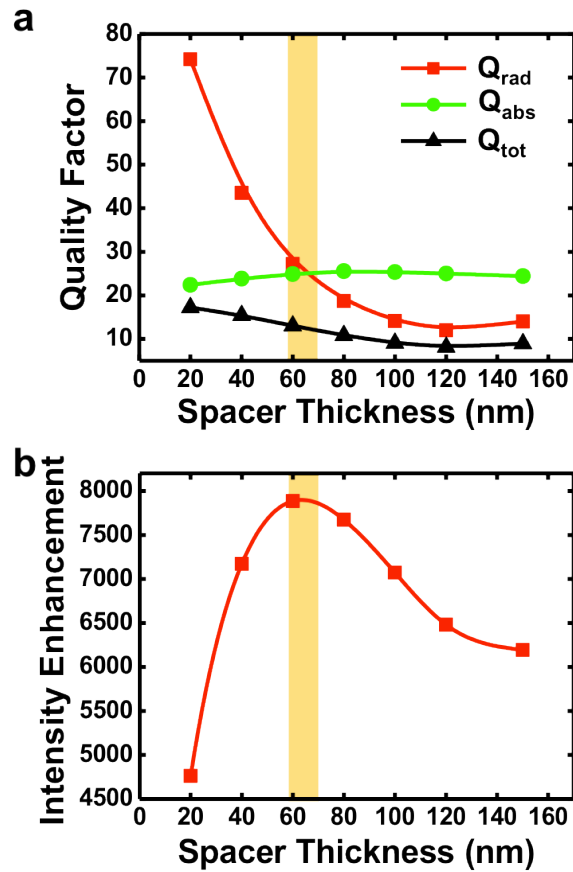 a
80
70
60
50
40
30
20
10
Quality Factor
Q_rad
Q_abs
Q_tot
0 20 40 60 80 100 120 140 160
Spacer Thickness (nm)
b
8000
7500
7000
6500
6000
5500
5000
4500
Intensity Enhancement
0 20 40 60 80 100 120 140 160
Spacer Thickness (nm)